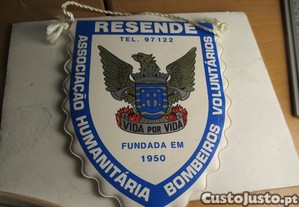 RESENDE
TEL. 97122
ASSOCIAÇÃO HUMANITÁRIA BOMBEIROS VOLUNTÁRIOS
VIDA POR VIDA
FUNDADA EM
1950
CustoJusto.pt